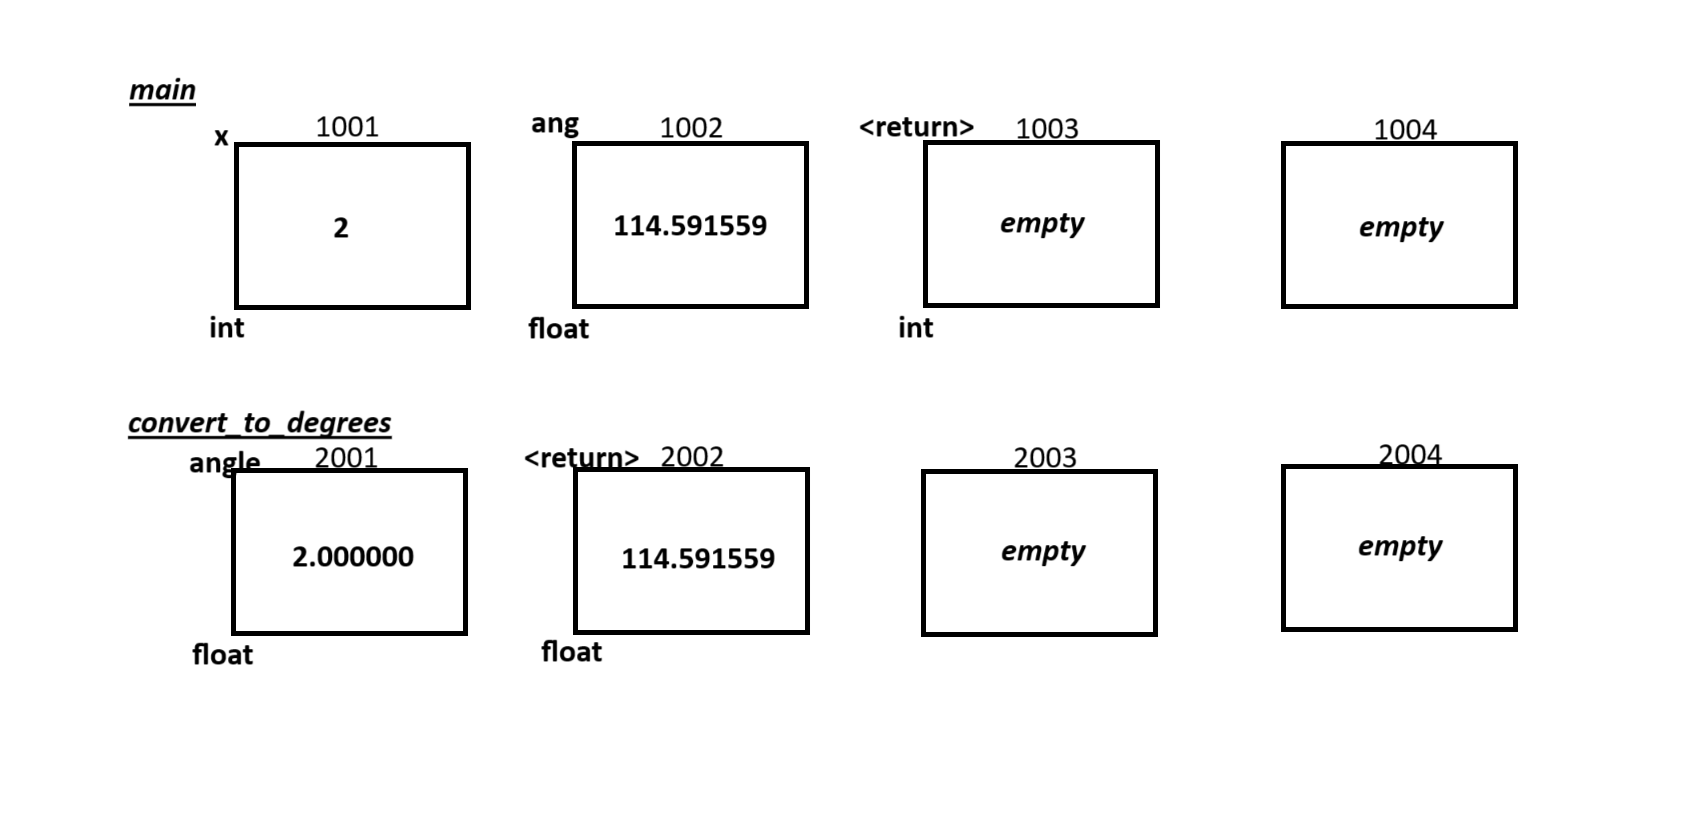 main
x 1001 ang 1002 <return> 1003 1004
2 114.591559 empty empty
int float int
convert_to_degrees
angle 2001 <return> 2002 2003 2004
2.000000 114.591559 empty empty
float float